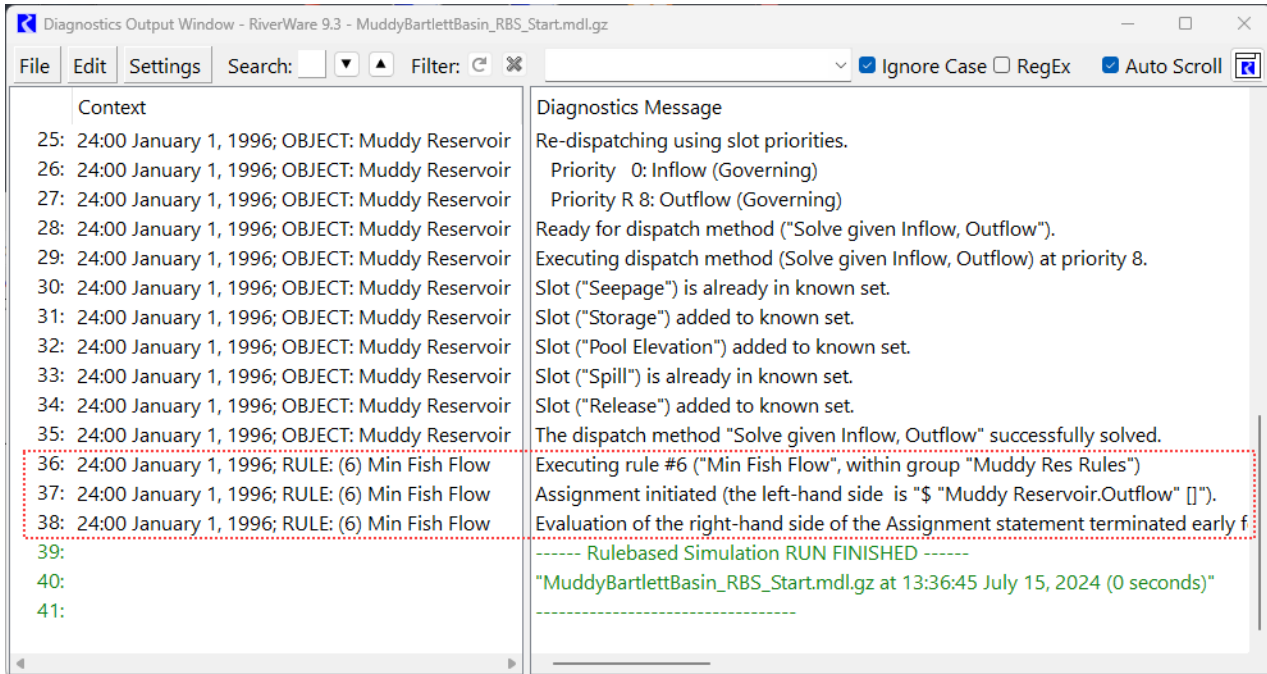 Diagnostics Output Window - RiverWare 9.3 - MuddyBartlettBasin_RBS_Start.mdl.gz
File Edit Settings Search: Filter: Ignore Case RegEx Auto Scroll
Context Diagnostics Message
25: 24:00 January 1, 1996; OBJECT: Muddy Reservoir Re-dispatching using slot priorities.
26: 24:00 January 1, 1996; OBJECT: Muddy Reservoir Priority 0: Inflow (Governing)
27: 24:00 January 1, 1996; OBJECT: Muddy Reservoir Priority R 8: Outflow (Governing)
28: 24:00 January 1, 1996; OBJECT: Muddy Reservoir Ready for dispatch method ("Solve given Inflow, Outflow").
29: 24:00 January 1, 1996; OBJECT: Muddy Reservoir Executing dispatch method (Solve given Inflow, Outflow) at priority 8.
30: 24:00 January 1, 1996; OBJECT: Muddy Reservoir Slot ("Seepage") is already in known set.
31: 24:00 January 1, 1996; OBJECT: Muddy Reservoir Slot ("Storage") added to known set.
32: 24:00 January 1, 1996; OBJECT: Muddy Reservoir Slot ("Pool Elevation") added to known set.
33: 24:00 January 1, 1996; OBJECT: Muddy Reservoir Slot ("Spill") is already in known set.
34: 24:00 January 1, 1996; OBJECT: Muddy Reservoir Slot ("Release") added to known set.
35: 24:00 January 1, 1996; OBJECT: Muddy Reservoir The dispatch method "Solve given Inflow, Outflow" successfully solved.
36: 24:00 January 1, 1996; RULE: (6) Min Fish Flow Executing rule #6 ("Min Fish Flow", within group "Muddy Res Rules")
37: 24:00 January 1, 1996; RULE: (6) Min Fish Flow Assignment initiated (the left-hand side is "$ "Muddy Reservoir.Outflow" []").
38: 24:00 January 1, 1996; RULE: (6) Min Fish Flow Evaluation of the right-hand side of the Assignment statement terminated early f
39: ------ Rulebased Simulation RUN FINISHED ------
40: "MuddyBartlettBasin_RBS_Start.mdl.gz at 13:36:45 July 15, 2024 (0 seconds)"
41: ---------------------------------